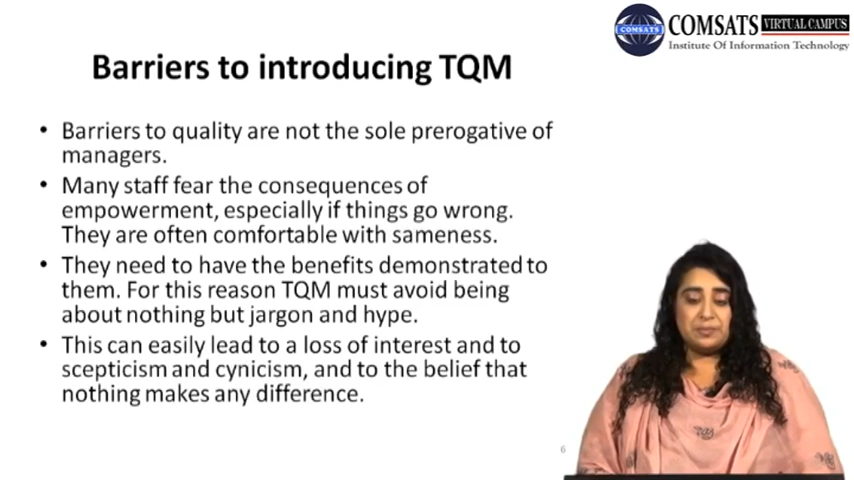 COMSATS VIRTUAL CAMPUS
Institute Of Information Technology
Barriers to introducing TQM
• Barriers to quality are not the sole prerogative of
managers.
• Many staff fear the consequences of
empowerment, especially if things go wrong.
They are often comfortable with sameness.
• They need to have the benefits demonstrated to
them. For this reason TQM must avoid being
about nothing but jargon and hype.
• This can easily lead to a loss of interest and to
scepticism and cynicism, and to the belief that
nothing makes any difference.
6